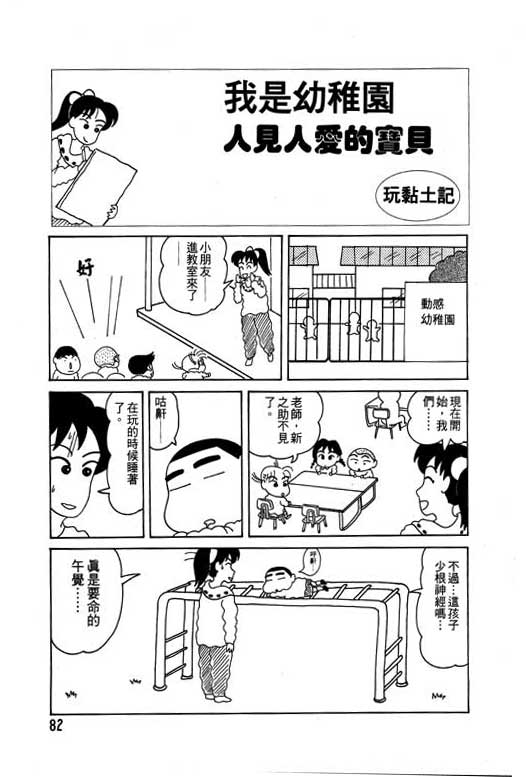 我是幼稚園
人見人愛的寶貝
玩黏土記
動感
幼稚園
小朋友——
進教室來了
——
好
現在開
始，我
們……
老師，新
之助不見
了。
咕鼾……
在玩的時候睡著
了。
不過…這孩子
少根神經嗎…
呼鼾
真是要命的
午覺……
82